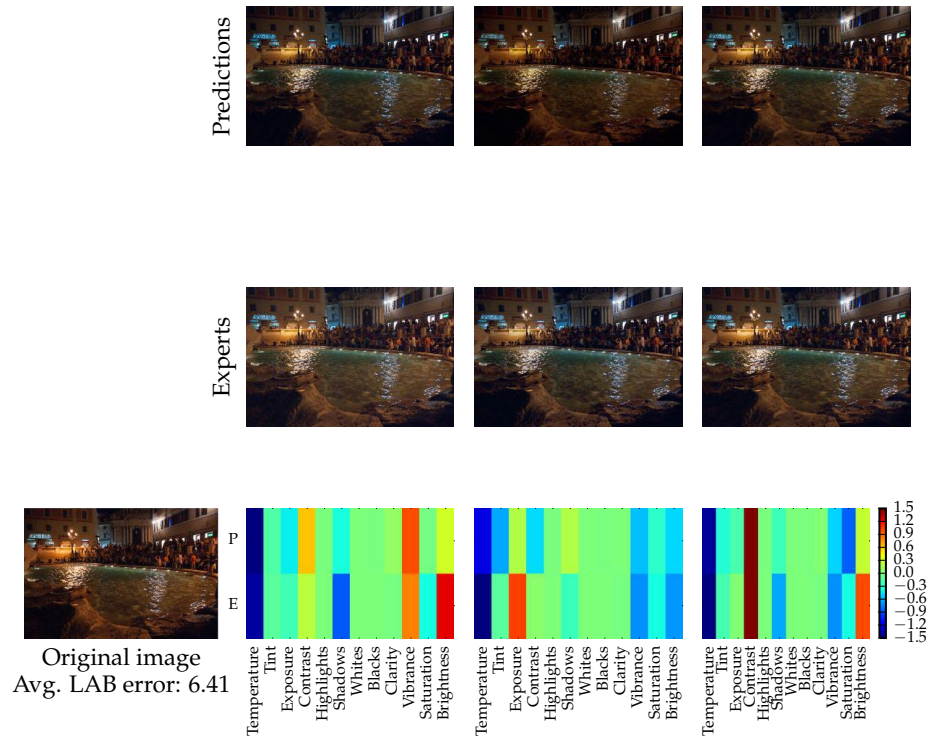 Predictions
Experts
P
E
1.5
1.2
0.9
0.6
0.3
0.0
−0.3
−0.6
−0.9
−1.2
−1.5
Original image
Avg. LAB error: 6.41
Temperature
Tint
Exposure
Contrast
Highlights
Shadows
Whites
Blacks
Clarity
Vibrance
Saturation
Brightness
Temperature
Tint
Exposure
Contrast
Highlights
Shadows
Whites
Blacks
Clarity
Vibrance
Saturation
Brightness
Temperature
Tint
Exposure
Contrast
Highlights
Shadows
Whites
Blacks
Clarity
Vibrance
Saturation
Brightness